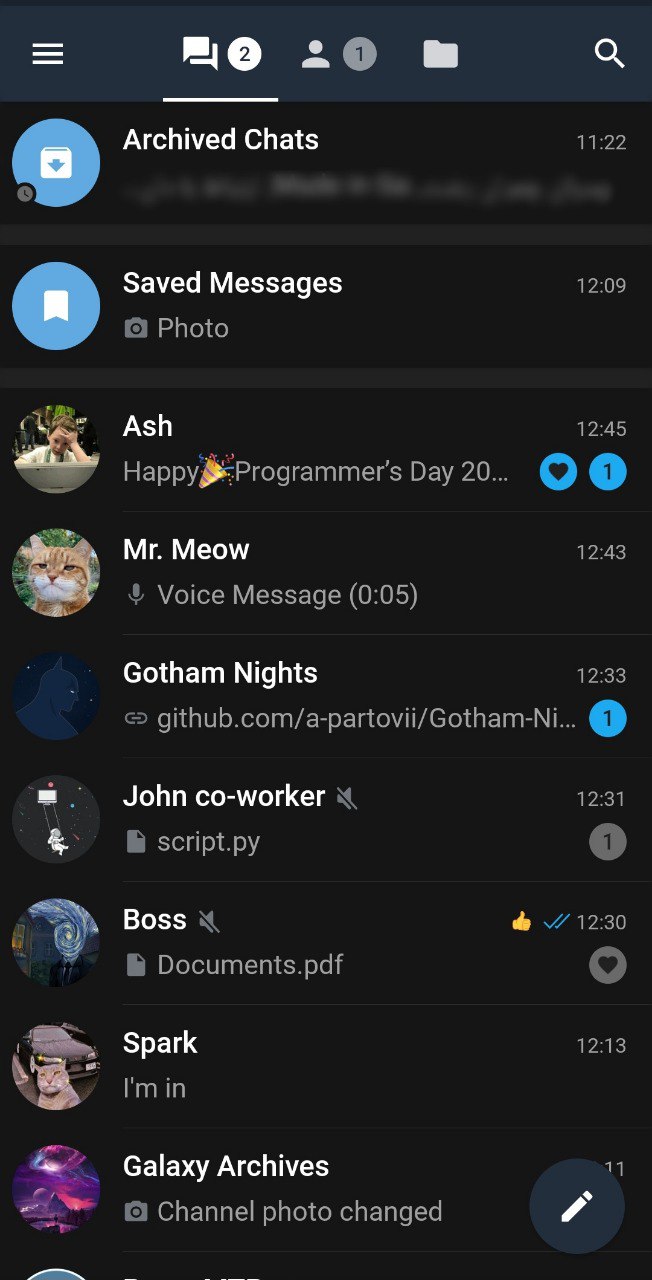 2
1
Archived Chats
11:22
Saved Messages
12:09
Photo
Ash
12:45
Happy🎉Programmer’s Day 20...
1
Mr. Meow
12:43
Voice Message (0:05)
Gotham Nights
12:33
github.com/a-partovii/Gotham-Ni...
1
John co-worker
12:31
script.py
1
Boss
👍 12:30
Documents.pdf
Spark
12:13
I'm in
Galaxy Archives
11
Channel photo changed